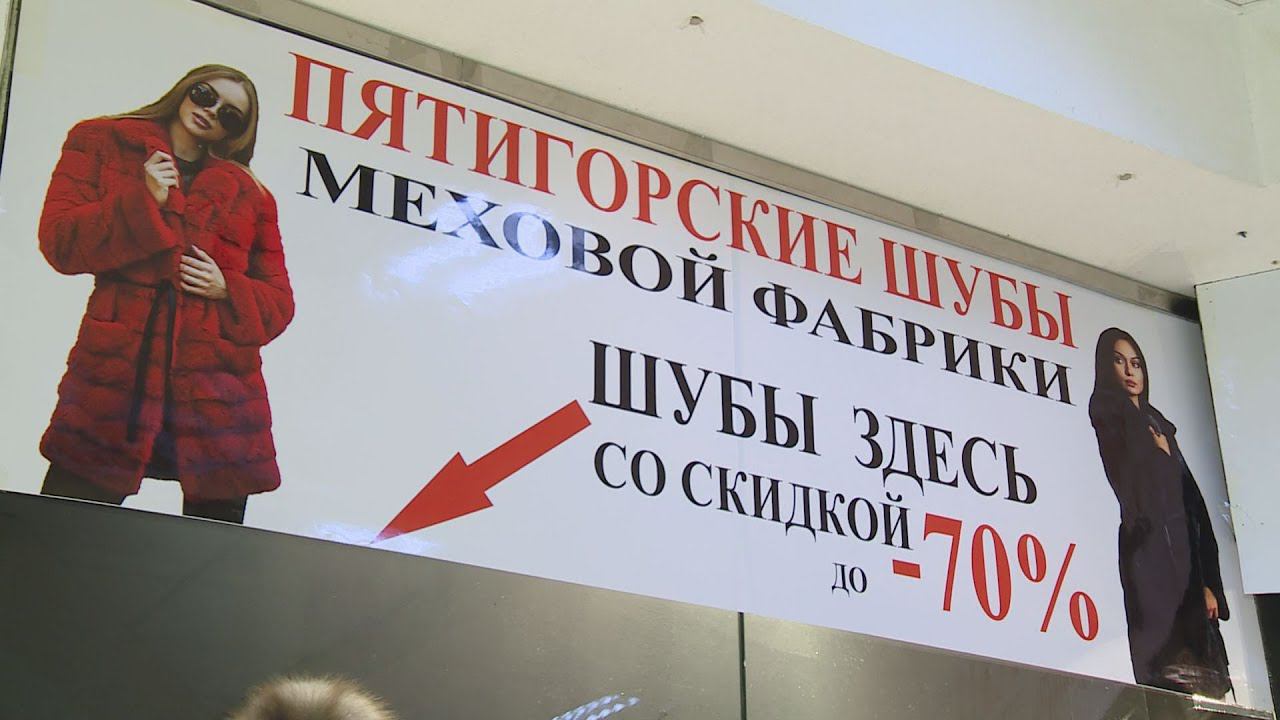 ПЯТИГОРСКИЕ ШУБЫ
МЕХОВОЙ ФАБРИКИ
ШУБЫ ЗДЕСЬ
СО СКИДКОЙ
ДО -70%